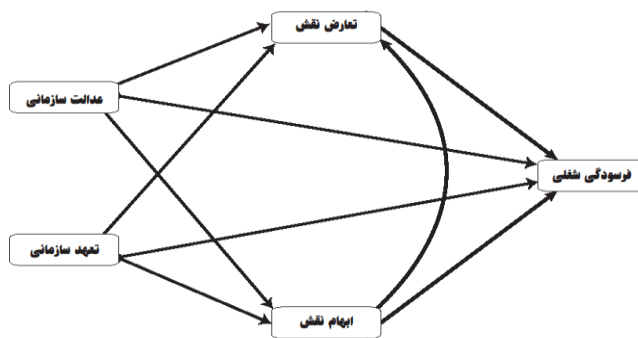 تعارض نقش
عدالت سازمانی
فرسودگی شغلی
تعهد سازمانی
ابهام نقش